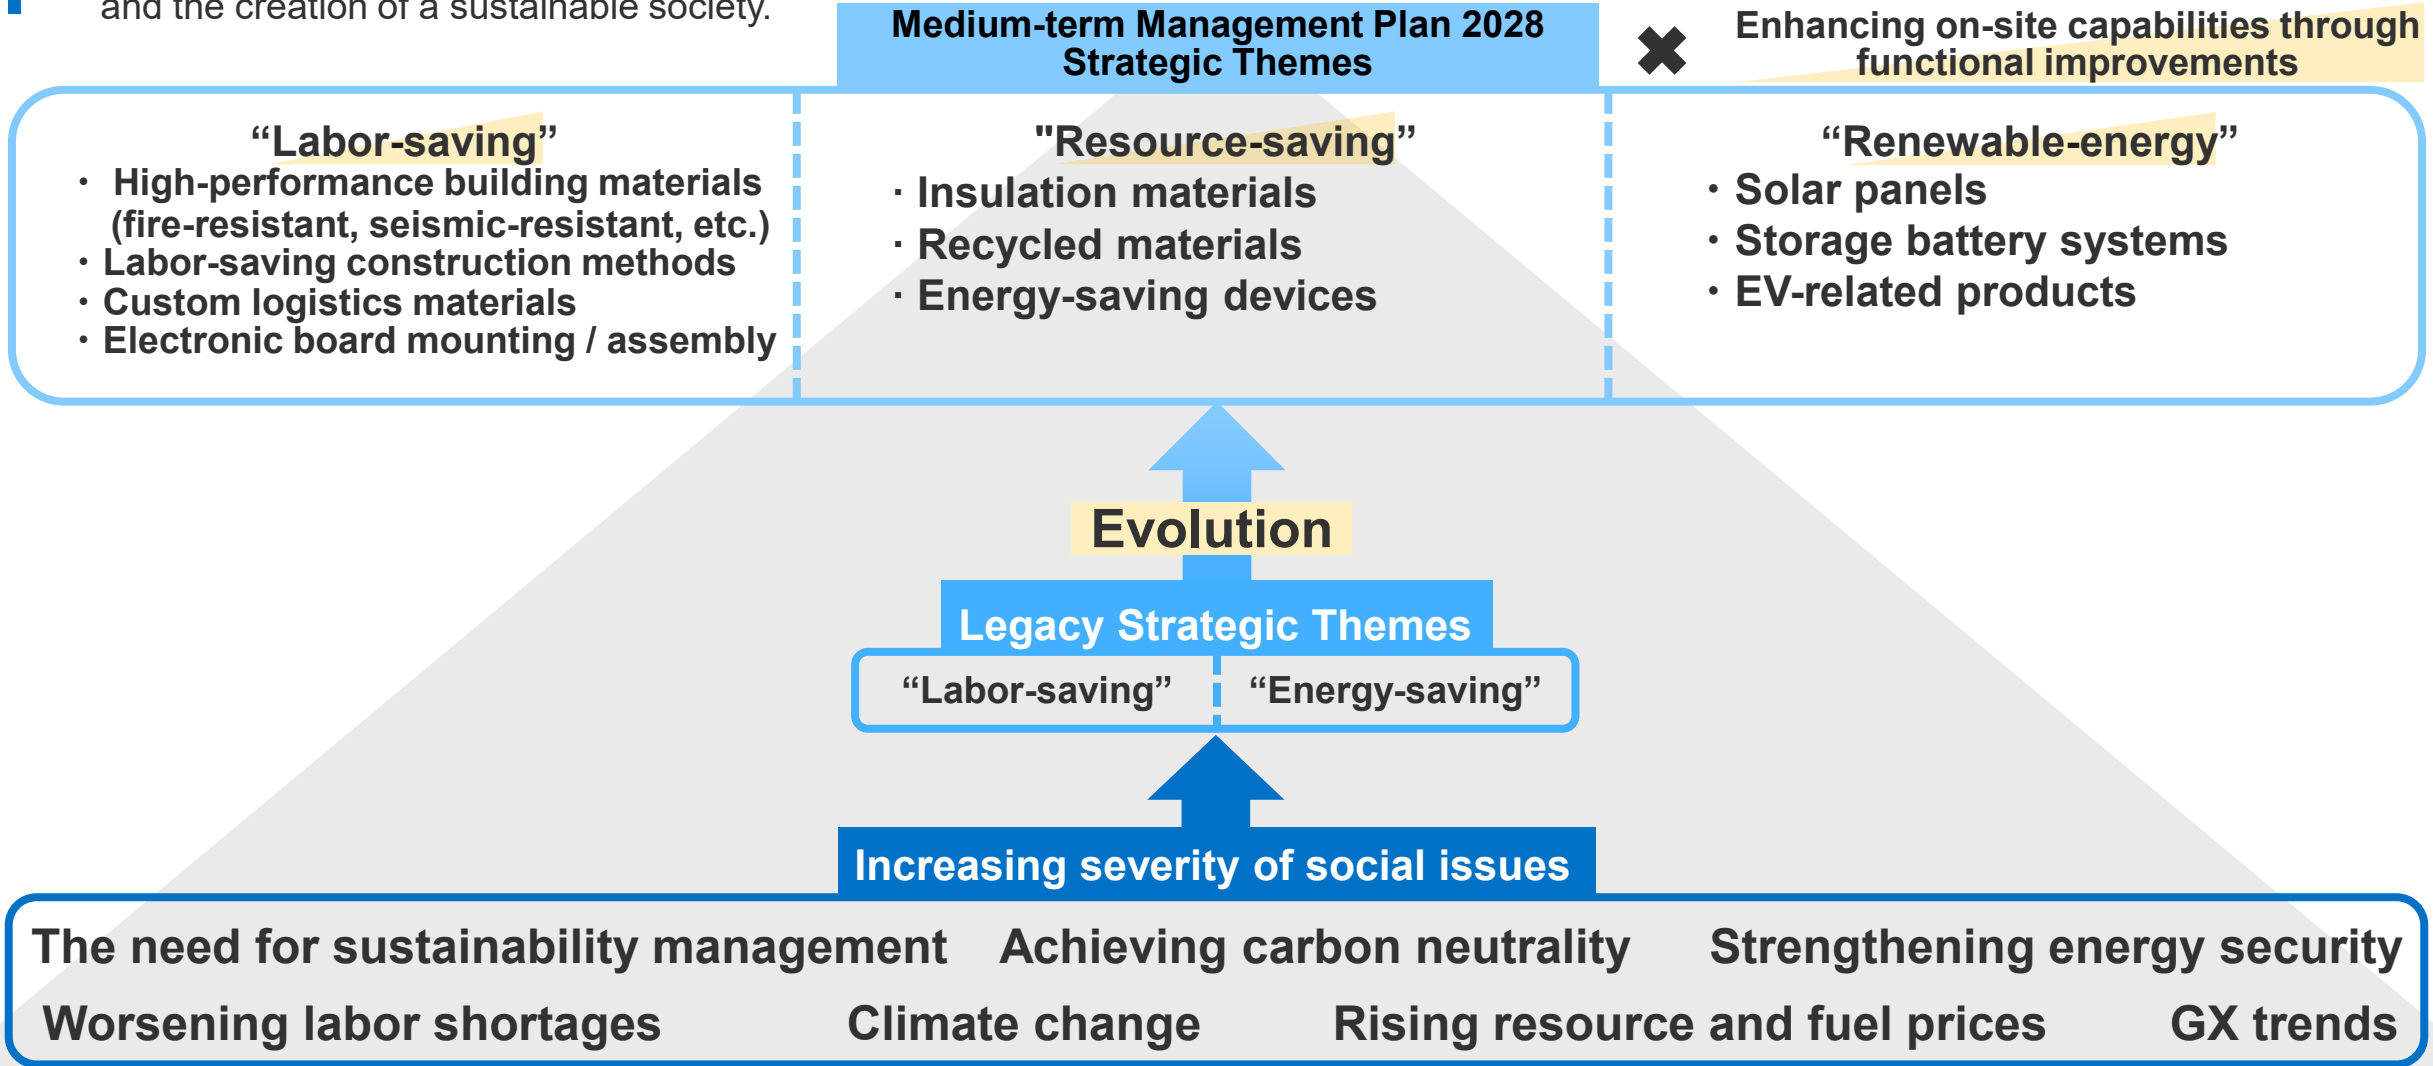 and the creation of a sustainable society.
Medium-term Management Plan 2028
Strategic Themes
✖
Enhancing on-site capabilities through
functional improvements
“Labor-saving”
・ High-performance building materials
(fire-resistant, seismic-resistant, etc.)
・Labor-saving construction methods
・Custom logistics materials
・Electronic board mounting / assembly
"Resource-saving”
· Insulation materials
· Recycled materials
· Energy-saving devices
“Renewable-energy”
・Solar panels
・Storage battery systems
・EV-related products
Evolution
Legacy Strategic Themes
“Labor-saving” “Energy-saving”
Increasing severity of social issues
The need for sustainability management Achieving carbon neutrality Strengthening energy security
Worsening labor shortages Climate change Rising resource and fuel prices GX trends